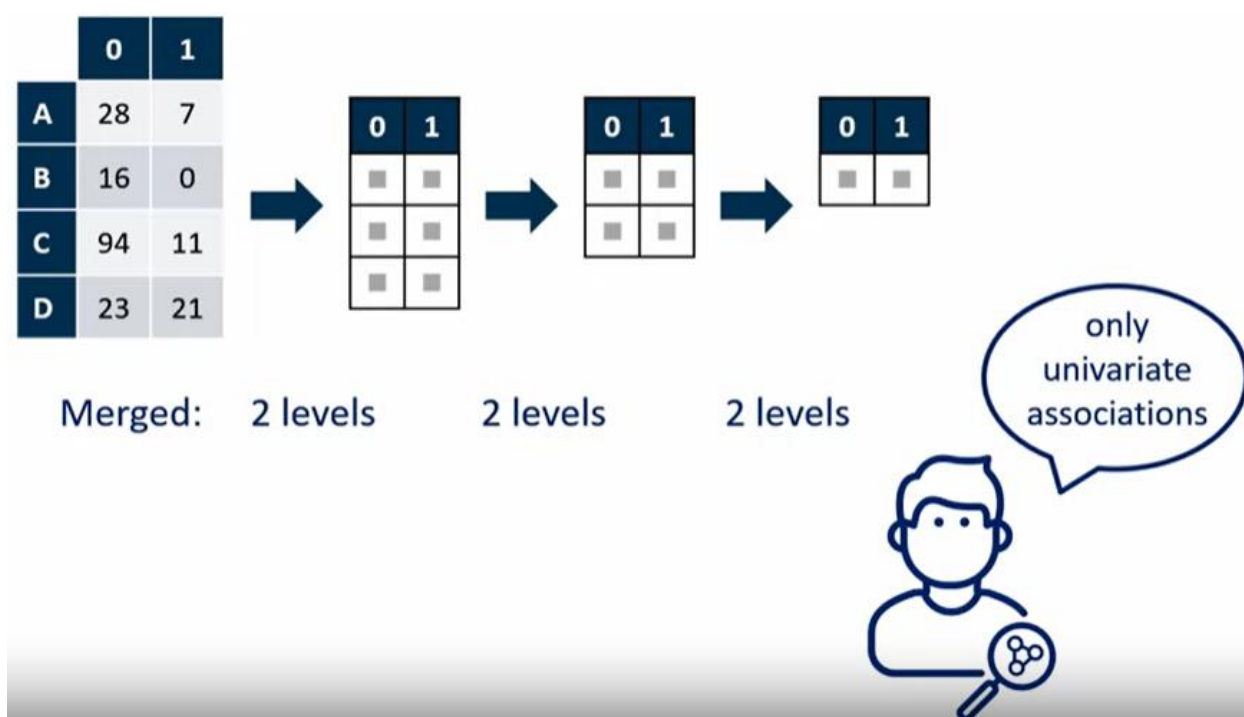 0 1
A 28 7
B 16 0
C 94 11
D 23 21
0 1
0 1
0 1
Merged: 2 levels 2 levels 2 levels
only
univariate
associations